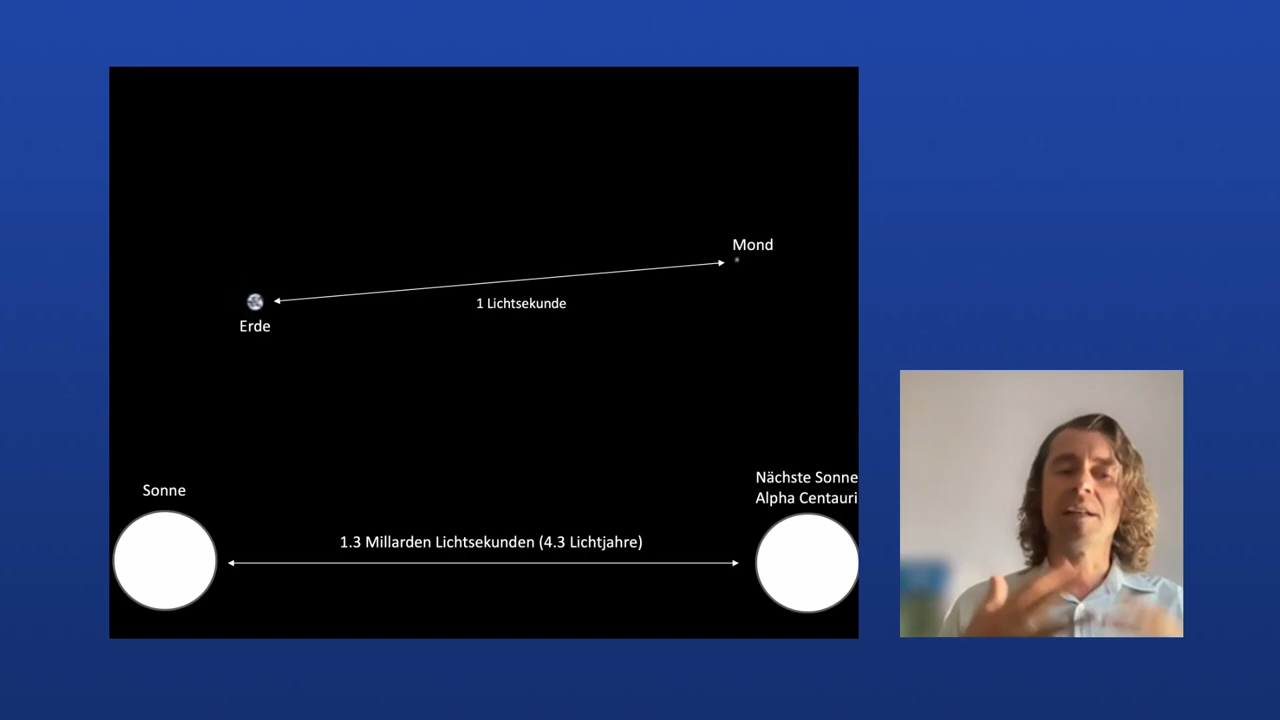 Mond
1 Lichtsekunde
Erde
Nächste Sonne
Alpha Centauri
Sonne
1.3 Millarden Lichtsekunden (4.3 Lichtjahre)